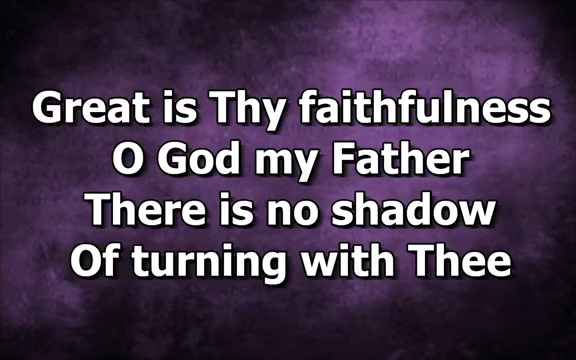 Great is Thy faithfulness
O God my Father
There is no shadow
Of turning with Thee